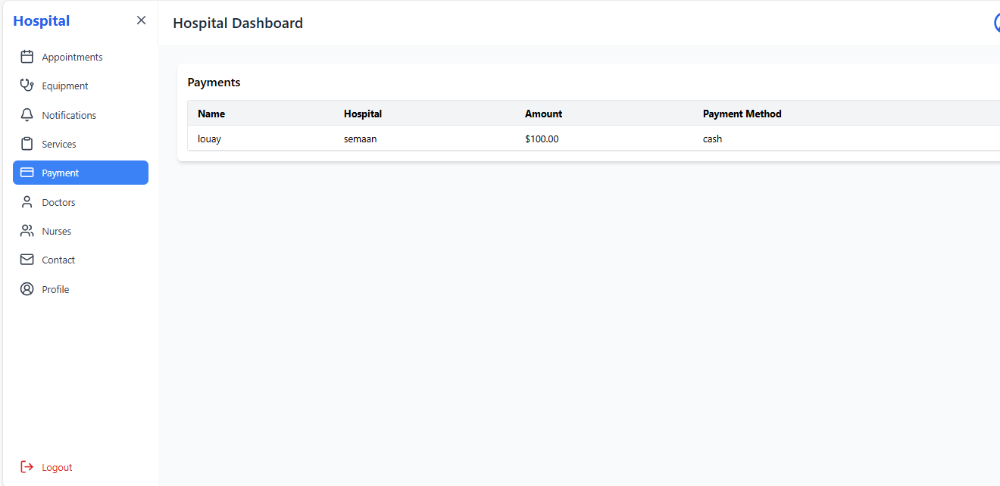 Hospital
Appointments
Equipment
Notifications
Services
Payment
Doctors
Nurses
Contact
Profile
Logout
Hospital Dashboard
Payments
Name Hospital Amount Payment Method
louay semaan $100.00 cash